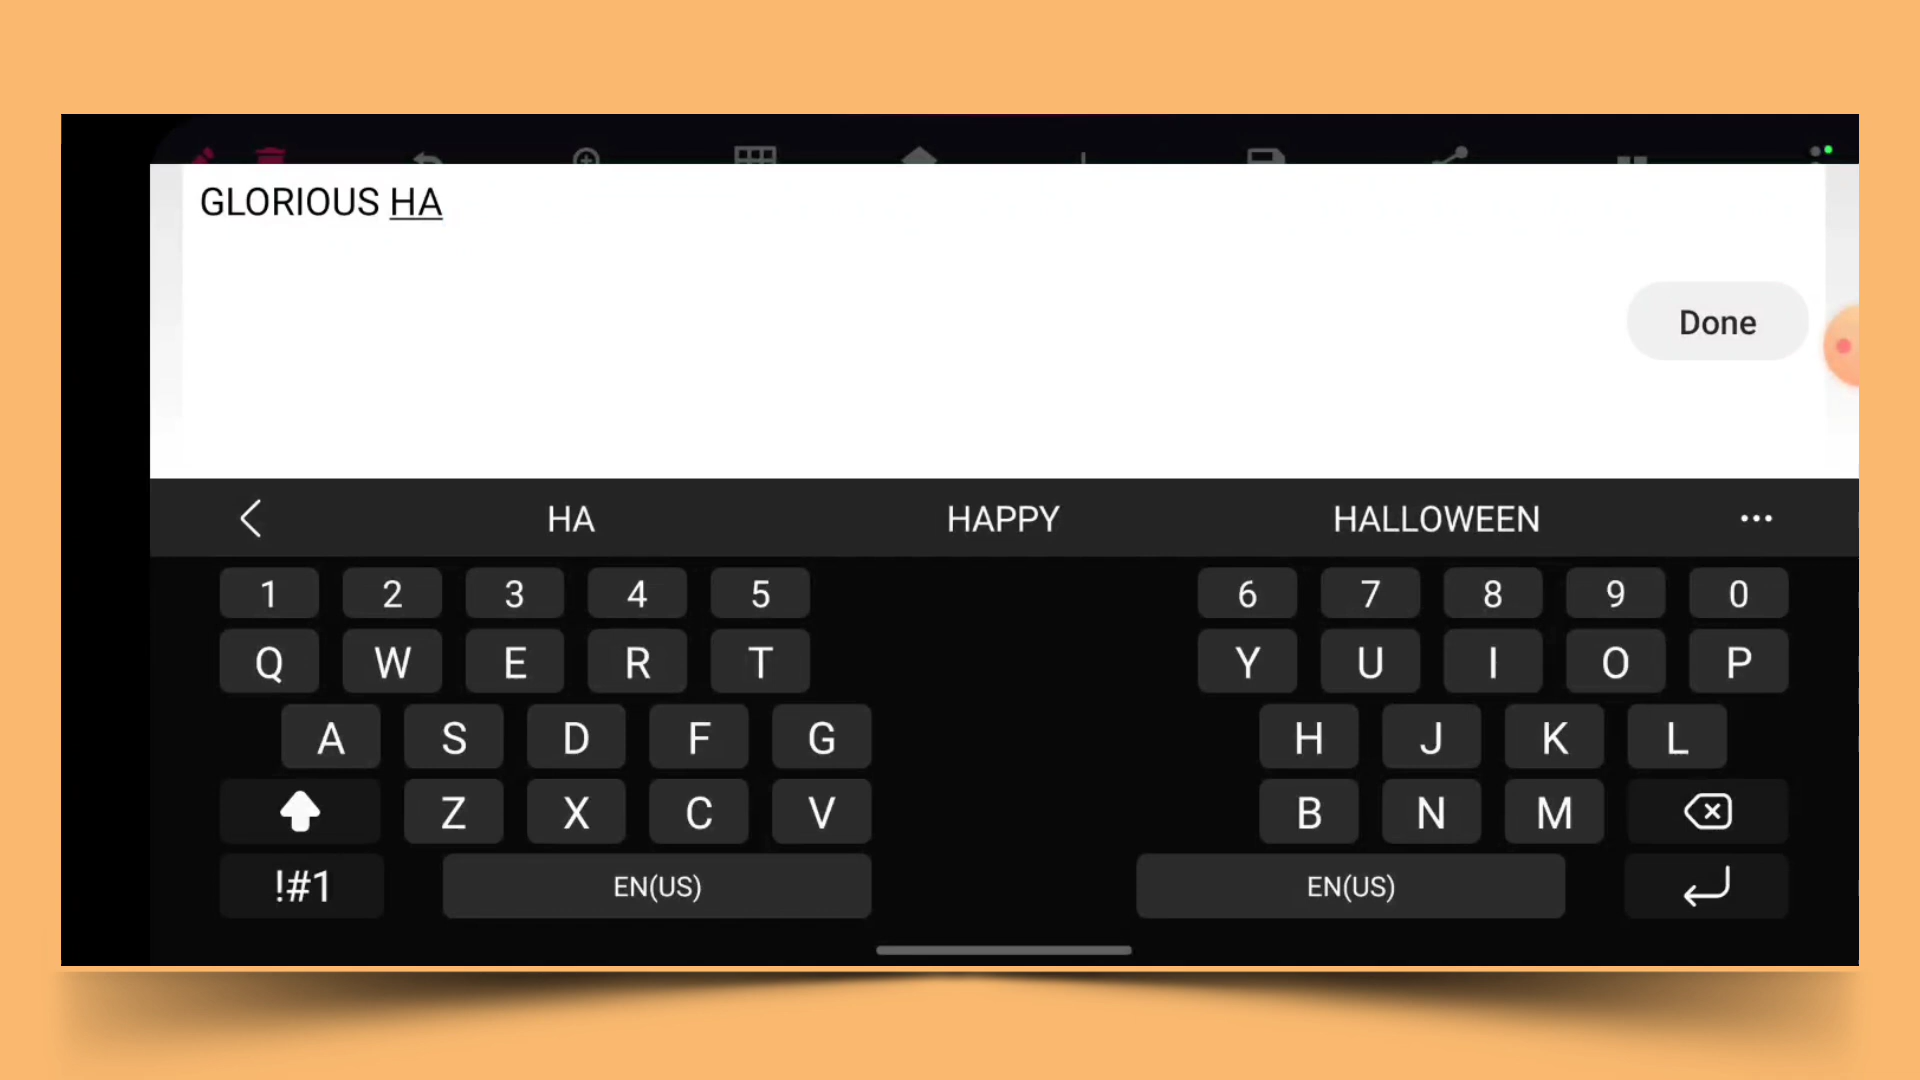 GLORIOUS HA
Done
HA HAPPY HALLOWEEN
1 2 3 4 5 6 7 8 9 0
Q W E R T Y U I O P
A S D F G H J K L
Z X C V B N M
!#1 EN(US) EN(US)